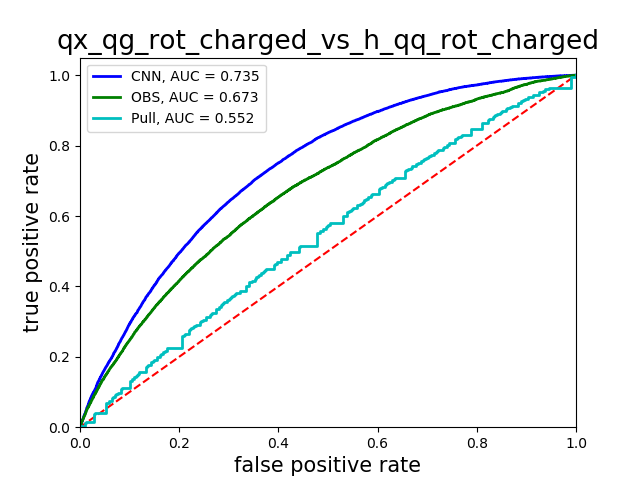 qx_qg_rot_charged_vs_h_qq_rot_charged
CNN, AUC = 0.735
OBS, AUC = 0.673
Pull, AUC = 0.552
true positive rate
1.0
0.8
0.6
0.4
0.2
0.0
0.0 0.2 0.4 0.6 0.8 1.0
false positive rate